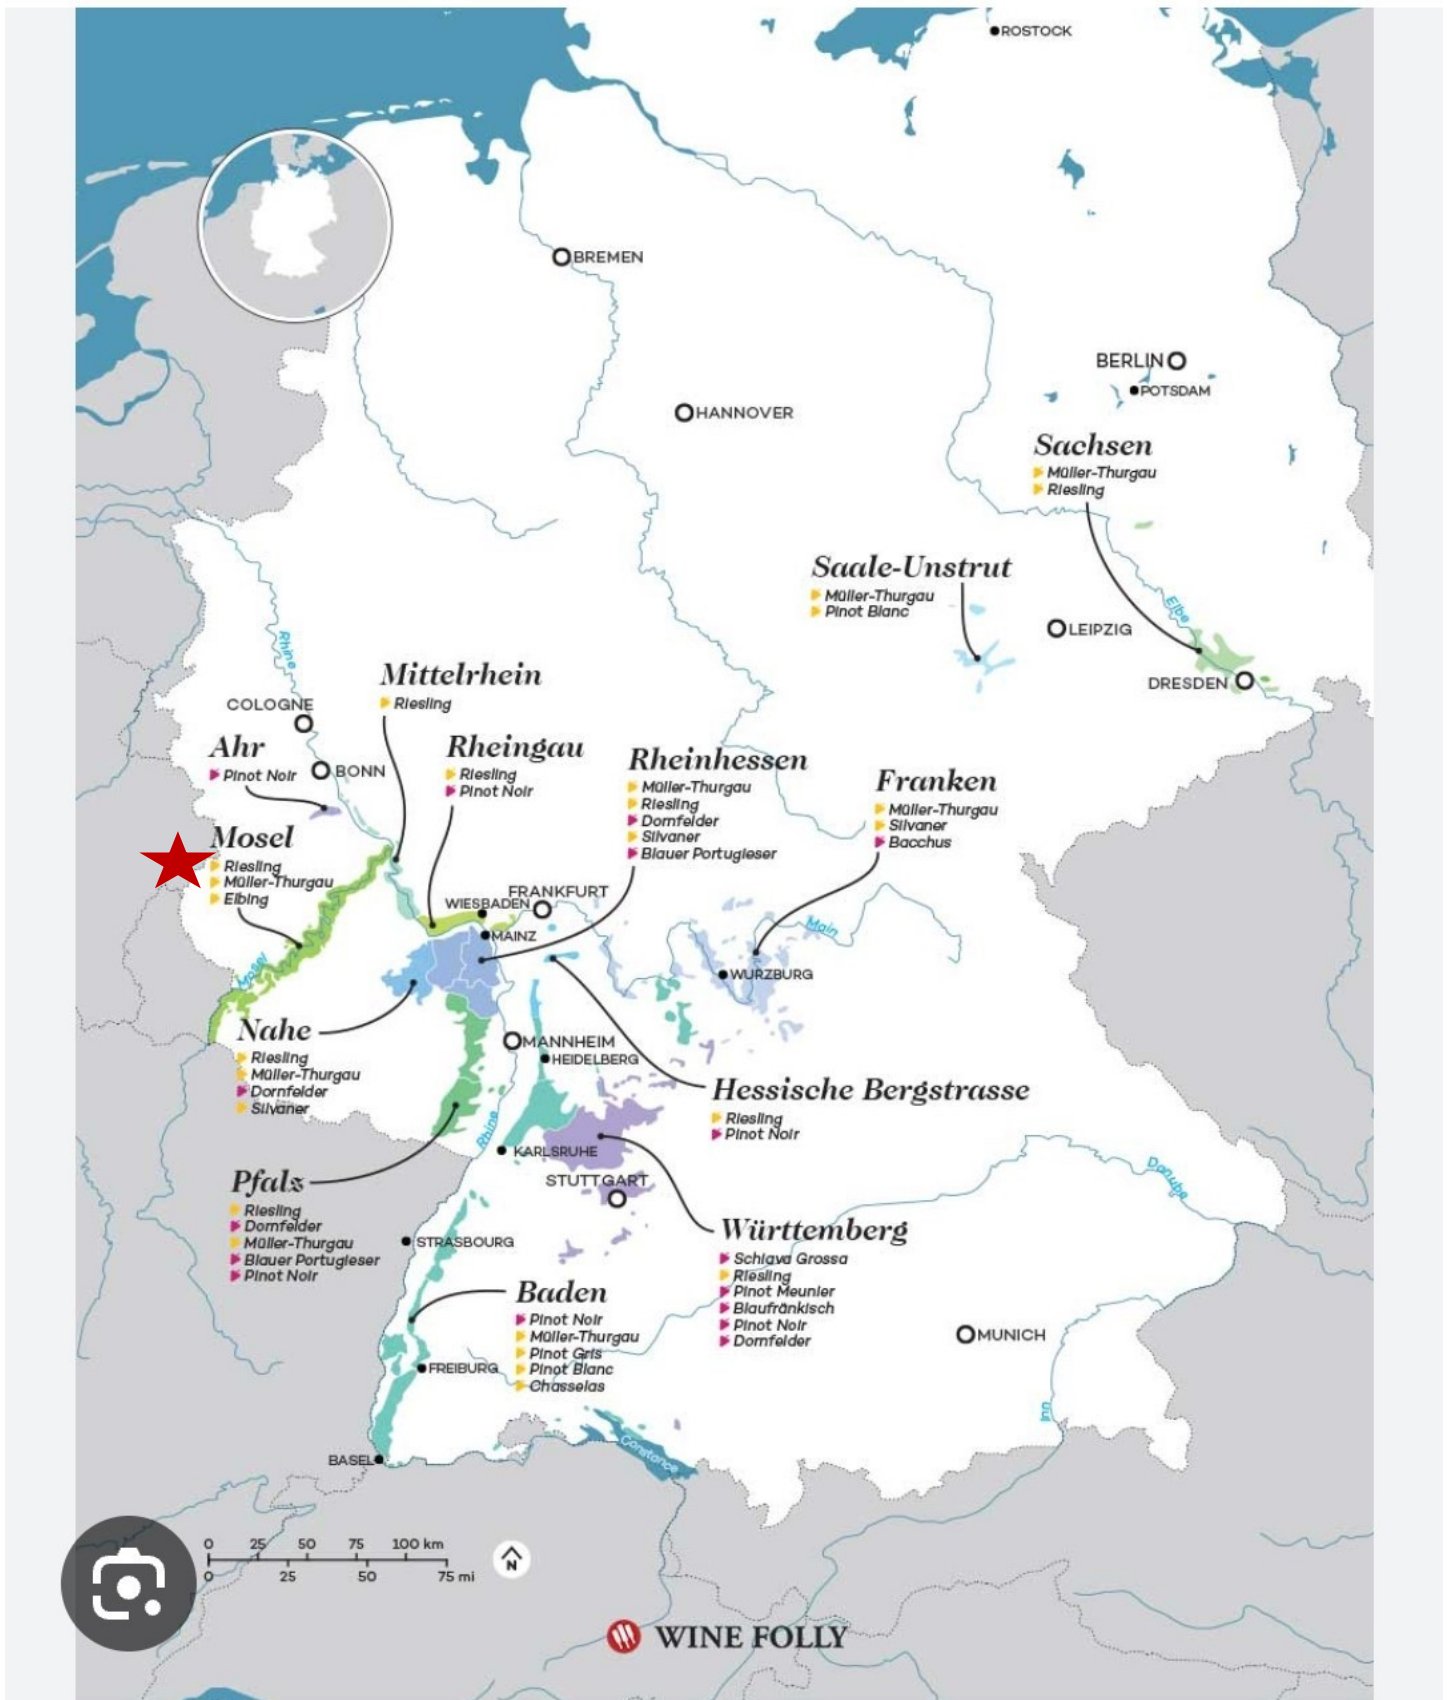 ROSTOCK
BREMEN
BERLIN
POTSDAM
HANNOVER
Sachsen
Müller-Thurgau
Riesling
Saale-Unstrut
Müller-Thurgau
Pinot Blanc
Elbe
LEIPZIG
DRESDEN
Rhine
Mittelrhein
Riesling
COLOGNE
Ahr
Pinot Noir
BONN
Rheingau
Riesling
Pinot Noir
Rheinhessen
Müller-Thurgau
Riesling
Dornfelder
Silvaner
Blauer Portugieser
Franken
Müller-Thurgau
Silvaner
Bacchus
Mosel
Riesling
Müller-Thurgau
Elbing
FRANKFURT
WIESBADEN
MAINZ
Main
WURZBURG
Mosel
Nahe
Riesling
Müller-Thurgau
Dornfelder
Silvaner
MANNHEIM
HEIDELBERG
Hessische Bergstrasse
Riesling
Pinot Noir
Rhine
KARLSRUHE
STUTTGART
Pfalz
Riesling
Dornfelder
Müller-Thurgau
Blauer Portugieser
Pinot Noir
STRASBOURG
Danube
Württemberg
Schiava Grossa
Riesling
Pinot Meunier
Blaufränkisch
Pinot Noir
Dornfelder
Baden
Pinot Noir
Müller-Thurgau
Pinot Gris
Pinot Blanc
Chasselas
FREIBURG
MUNICH
Inn
Constance
BASEL
0 25 50 75 100 km
0 25 50 75 mi
N
WINE FOLLY